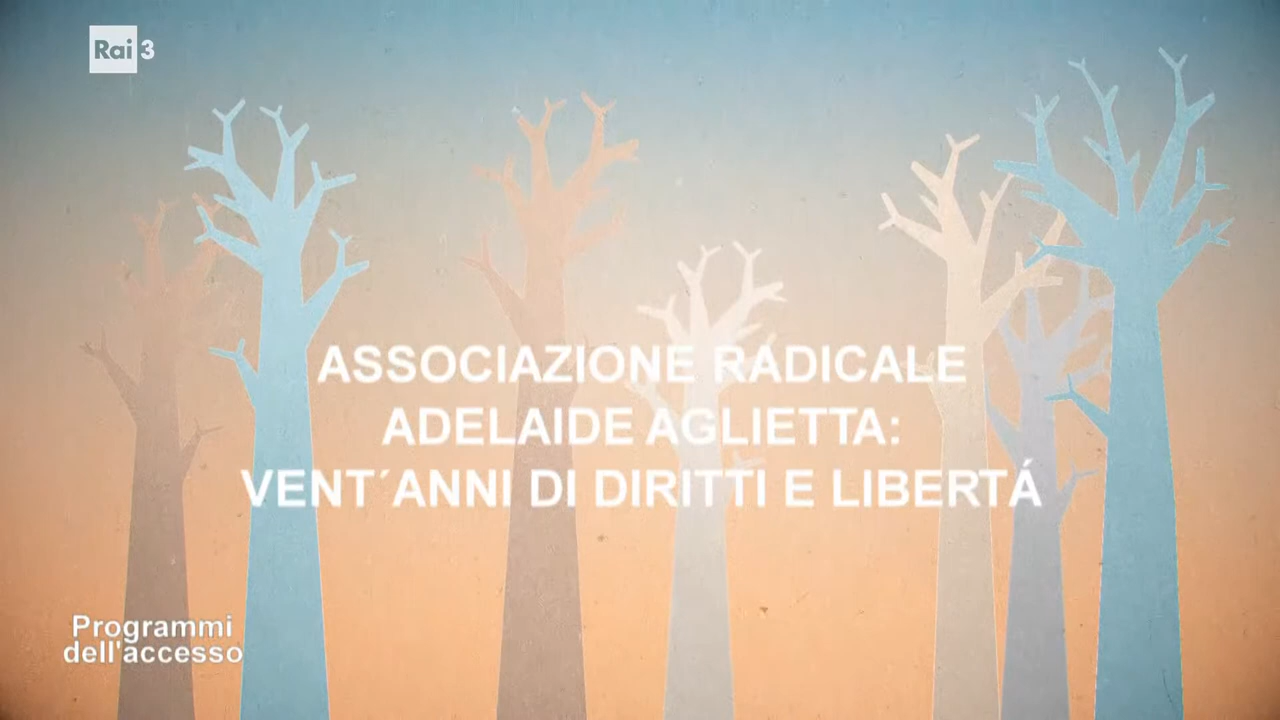 Rai 3
ASSOCIAZIONE RADICALE
ADELAIDE AGLIETTA:
VENT´ANNI DI DIRITTI E LIBERTÁ
Programmi
dell'accesso